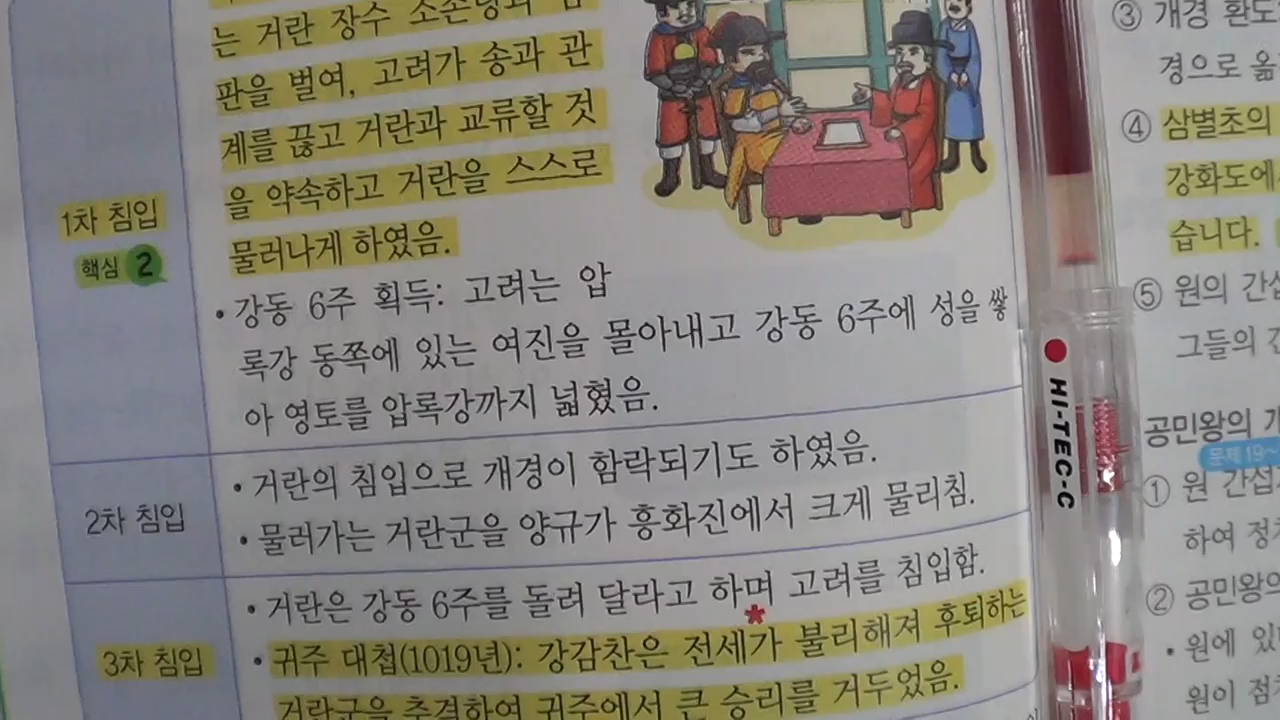 는 거란 장수 소손녕과 담
판을 벌여, 고려가 송과 관
계를 끊고 거란과 교류할 것
을 약속하고 거란을 스스로
물러나게 하였음.
1차 침입
핵심 2
• 강동 6주 획득: 고려는 압
록강 동쪽에 있는 여진을 몰아내고 강동 6주에 성을 쌓
아 영토를 압록강까지 넓혔음.
2차 침입
• 거란의 침입으로 개경이 함락되기도 하였음.
• 물러가는 거란군을 양규가 흥화진에서 크게 물리침.
3차 침입
• 거란은 강동 6주를 돌려 달라고 하며 고려를 침입함.
*
• 귀주 대첩(1019년): 강감찬은 전세가 불리해져 후퇴하는
거란군을 추격하여 귀주에서 큰 승리를 거두었음.
HI-TEC-C
③ 개경 환도
경으로 옮
④ 삼별초의
강화도에
습니다.
⑤ 원의 간섭
그들의 간
공민왕의 개
문제 19~
① 원 간섭
하여 정
② 공민왕의
• 원에 있
원이 점